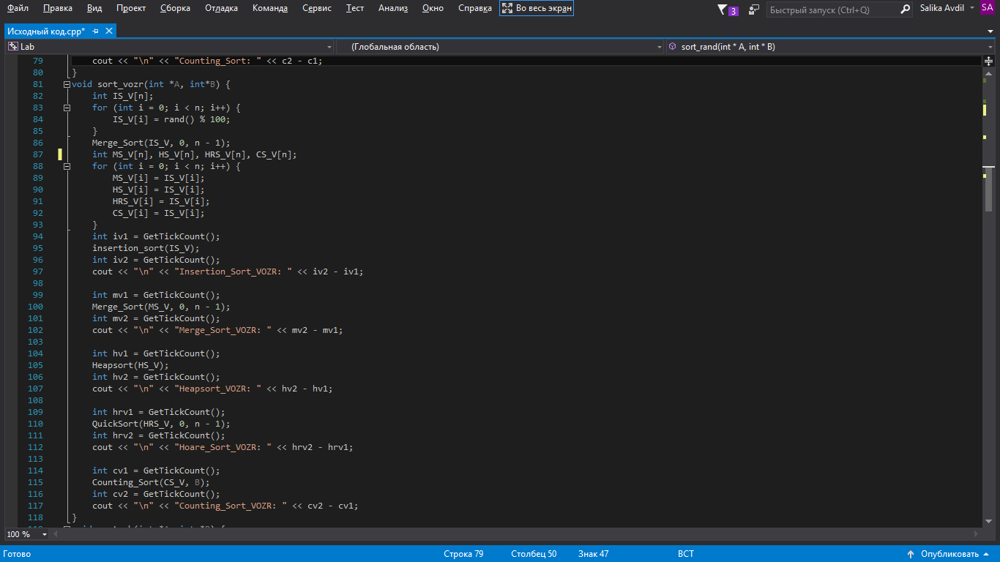 Файл Правка Вид Проект Сборка Отладка Команда Сервис Тест Анализ Окно Справка Во весь экран 3 Быстрый запуск (Ctrl+Q) Salika Avdil SA
Исходный код.cpp*
Lab (Глобальная область) sort_rand(int * A, int * B)
79 cout << "\n" << "Counting_Sort: " << c2 - c1;
80 }
81 void sort_vozr(int *A, int*B) {
82 int IS_V[n];
83 for (int i = 0; i < n; i++) {
84 IS_V[i] = rand() % 100;
85 }
86 Merge_Sort(IS_V, 0, n - 1);
87 int MS_V[n], HS_V[n], HRS_V[n], CS_V[n];
88 for (int i = 0; i < n; i++) {
89 MS_V[i] = IS_V[i];
90 HS_V[i] = IS_V[i];
91 HRS_V[i] = IS_V[i];
92 CS_V[i] = IS_V[i];
93 }
94 int iv1 = GetTickCount();
95 insertion_sort(IS_V);
96 int iv2 = GetTickCount();
97 cout << "\n" << "Insertion_Sort_VOZR: " << iv2 - iv1;
98
99 int mv1 = GetTickCount();
100 Merge_Sort(MS_V, 0, n - 1);
101 int mv2 = GetTickCount();
102 cout << "\n" << "Merge_Sort_VOZR: " << mv2 - mv1;
103
104 int hv1 = GetTickCount();
105 Heapsort(HS_V);
106 int hv2 = GetTickCount();
107 cout << "\n" << "Heapsort_VOZR: " << hv2 - hv1;
108
109 int hrv1 = GetTickCount();
110 QuickSort(HRS_V, 0, n - 1);
111 int hrv2 = GetTickCount();
112 cout << "\n" << "Hoare_Sort_VOZR: " << hrv2 - hrv1;
113
114 int cv1 = GetTickCount();
115 Counting_Sort(CS_V, B);
116 int cv2 = GetTickCount();
117 cout << "\n" << "Counting_Sort_VOZR: " << cv2 - cv1;
118 }
100 %
Готово Строка 79 Столбец 50 Знак 47 ВСТ Опубликовать